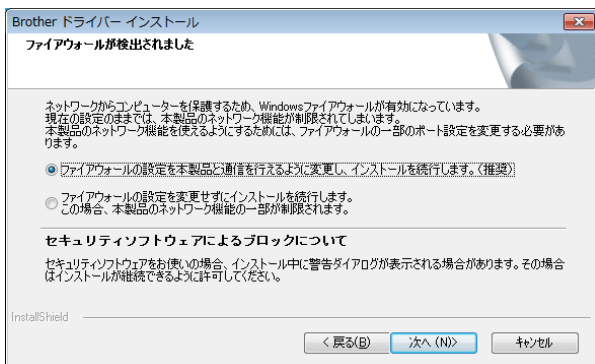 Brother ドライバー インストール
ファイアウォールが検出されました
ネットワークからコンピューターを保護するため、Windowsファイアウォールが有効になっています。
現在の設定のままでは、本製品のネットワーク機能が制限されてしまいます。
本製品のネットワーク機能を使えるようにするためには、ファイアウォールの一部のポート設定を変更する必要があ
ります。
ファイアウォールの設定を本製品と通信を行えるように変更し、インストールを続行します。(推奨)
ファイアウォールの設定を変更せずにインストールを続行します。
この場合、本製品のネットワーク機能の一部が制限されます。
セキュリティソフトウェアによるブロックについて
セキュリティソフトウェアをお使いの場合、インストール中に警告ダイアログが表示される場合があります。その場合
はインストールが継続できるように許可してください。
InstallShield
< 戻る(B) 次へ (N)> キャンセル